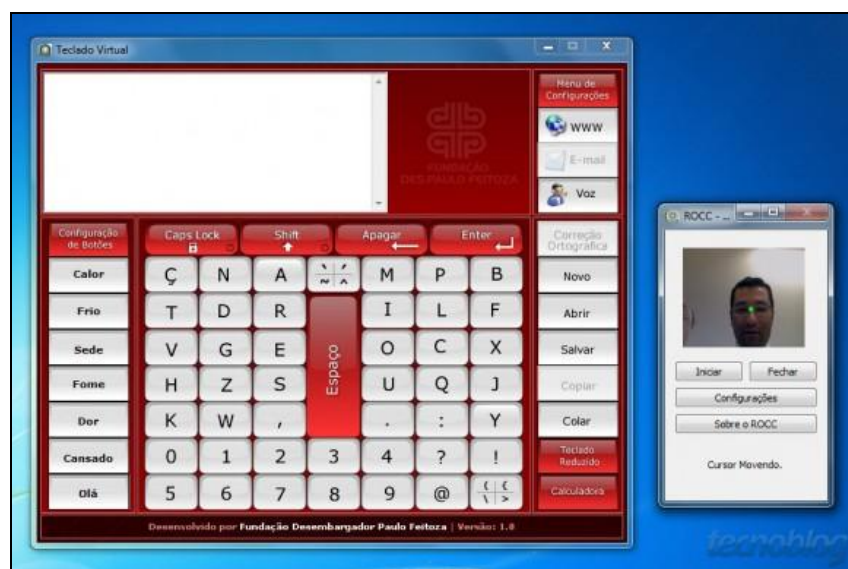 Teclado Virtual
FUNDAÇÃO
DES.PAULO FEITOZA
Menu de
Configurações
www
E-mail
Voz
Configuração
de Botões
Caps Lock
Shift
Apagar
Enter
Correção
Ortográfica
Calor
Ç N A ` ´ ~ ^ M P B
Novo
Frio
T D R I L F
Abrir
Sede
V G E Espaço O C X
Salvar
Fome
H Z S U Q J
Copiar
Dor
K W , . : Y
Colar
Cansado
0 1 2 3 4 ? !
Teclado
Reduzido
Olá
5 6 7 8 9 @
Calculadora
Desenvolvido por Fundação Desembargador Paulo Feitoza | Versão: 1.0
ROCC - ...
Iniciar Fechar
Configurações
Sobre o ROCC
Cursor Movendo.
tecnoblog